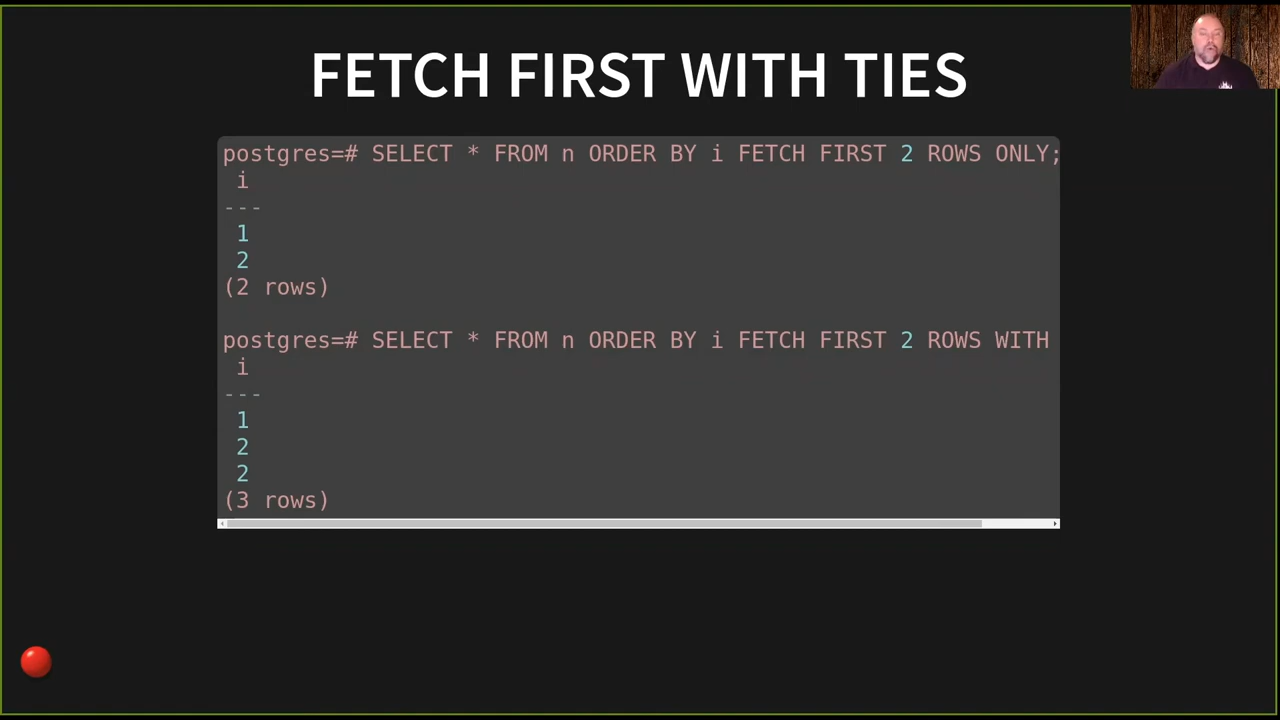 FETCH FIRST WITH TIES
postgres=# SELECT * FROM n ORDER BY i FETCH FIRST 2 ROWS ONLY;
i
---
1
2
(2 rows)
postgres=# SELECT * FROM n ORDER BY i FETCH FIRST 2 ROWS WITH
i
---
1
2
2
(3 rows)